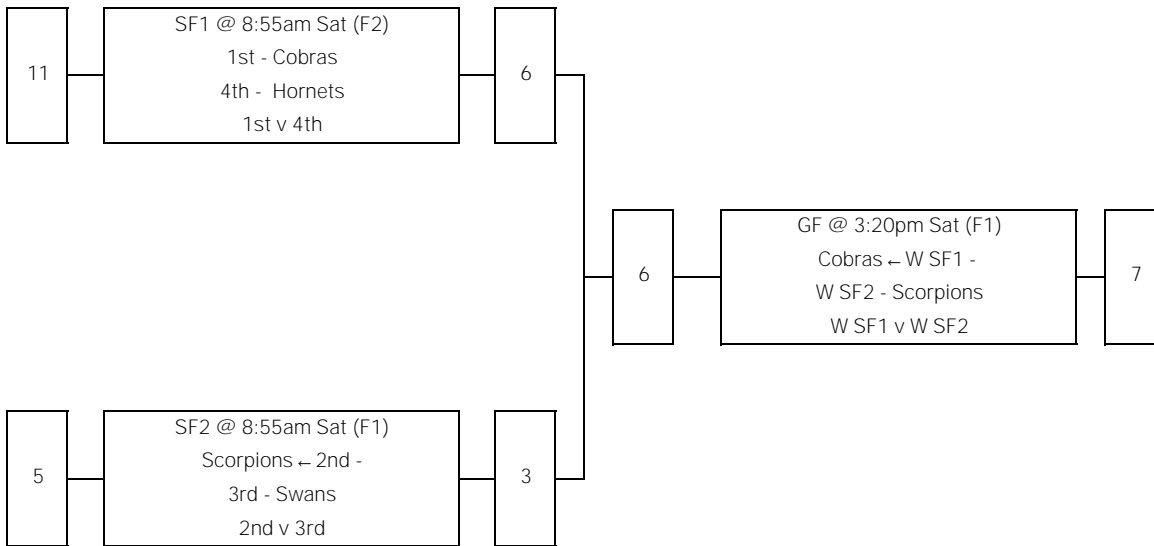 11
SF1 @ 8:55am Sat (F2)
1st - Cobras
4th - Hornets
1st v 4th
6
6
GF @ 3:20pm Sat (F1)
Cobras ← W SF1 -
W SF2 - Scorpions
W SF1 v W SF2
7
5
SF2 @ 8:55am Sat (F1)
Scorpions ← 2nd -
3rd - Swans
2nd v 3rd
3